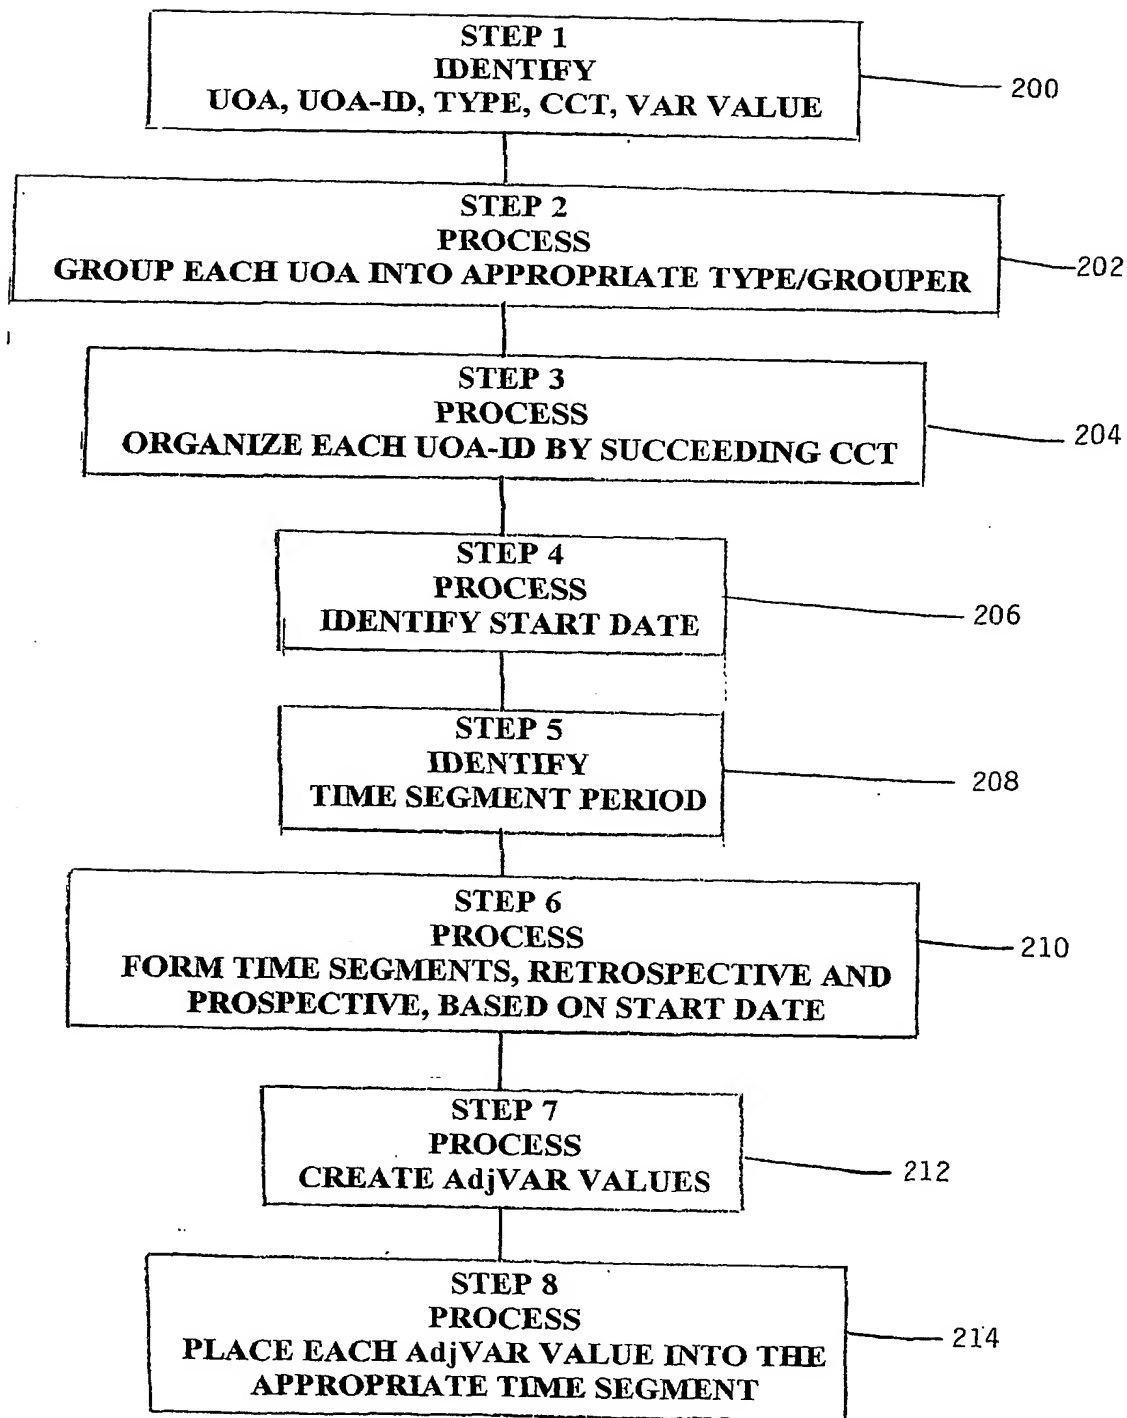 STEP 1
IDENTIFY
UOA, UOA-ID, TYPE, CCT, VAR VALUE
200
STEP 2
PROCESS
GROUP EACH UOA INTO APPROPRIATE TYPE/GROUPER
202
STEP 3
PROCESS
ORGANIZE EACH UOA-ID BY SUCCEEDING CCT
204
STEP 4
PROCESS
IDENTIFY START DATE
206
STEP 5
IDENTIFY
TIME SEGMENT PERIOD
208
STEP 6
PROCESS
FORM TIME SEGMENTS, RETROSPECTIVE AND
PROSPECTIVE, BASED ON START DATE
210
STEP 7
PROCESS
CREATE AdjVAR VALUES
212
STEP 8
PROCESS
PLACE EACH AdjVAR VALUE INTO THE
APPROPRIATE TIME SEGMENT
214